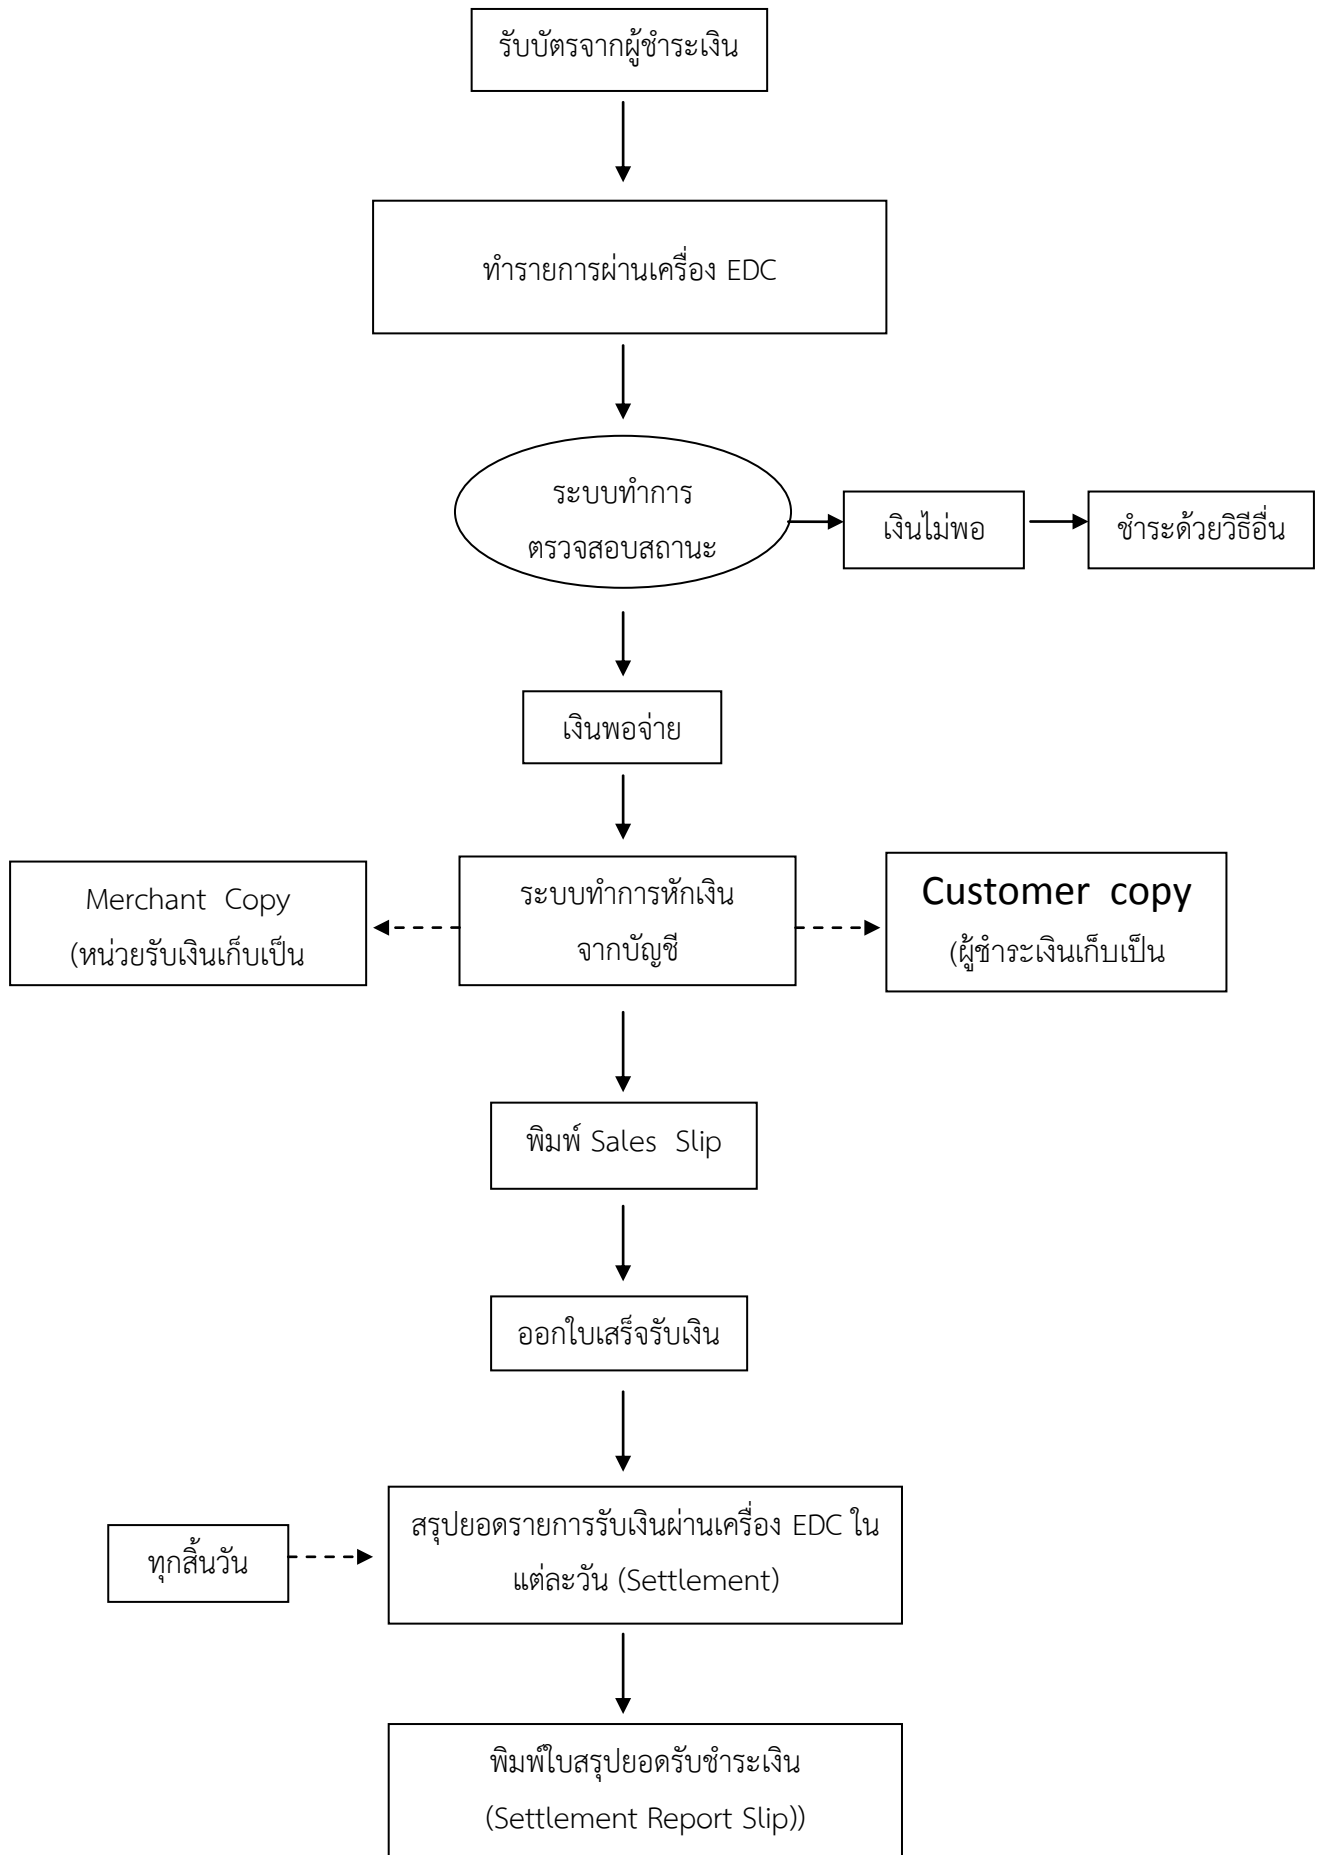 รับบัตรจากผู้ชำระเงิน
ทำรายการผ่านเครื่อง EDC
ระบบทำการ
ตรวจสอบสถานะ
เงินไม่พอ
ชำระด้วยวิธีอื่น
เงินพอจ่าย
Merchant Copy
(หน่วยรับเงินเก็บเป็น
ระบบทำการหักเงิน
จากบัญชี
Customer copy
(ผู้ชำระเงินเก็บเป็น
พิมพ์ Sales Slip
ออกใบเสร็จรับเงิน
ทุกสิ้นวัน
สรุปยอดรายการรับเงินผ่านเครื่อง EDC ใน
แต่ละวัน (Settlement)
พิมพ์ใบสรุปยอดรับชำระเงิน
(Settlement Report Slip))